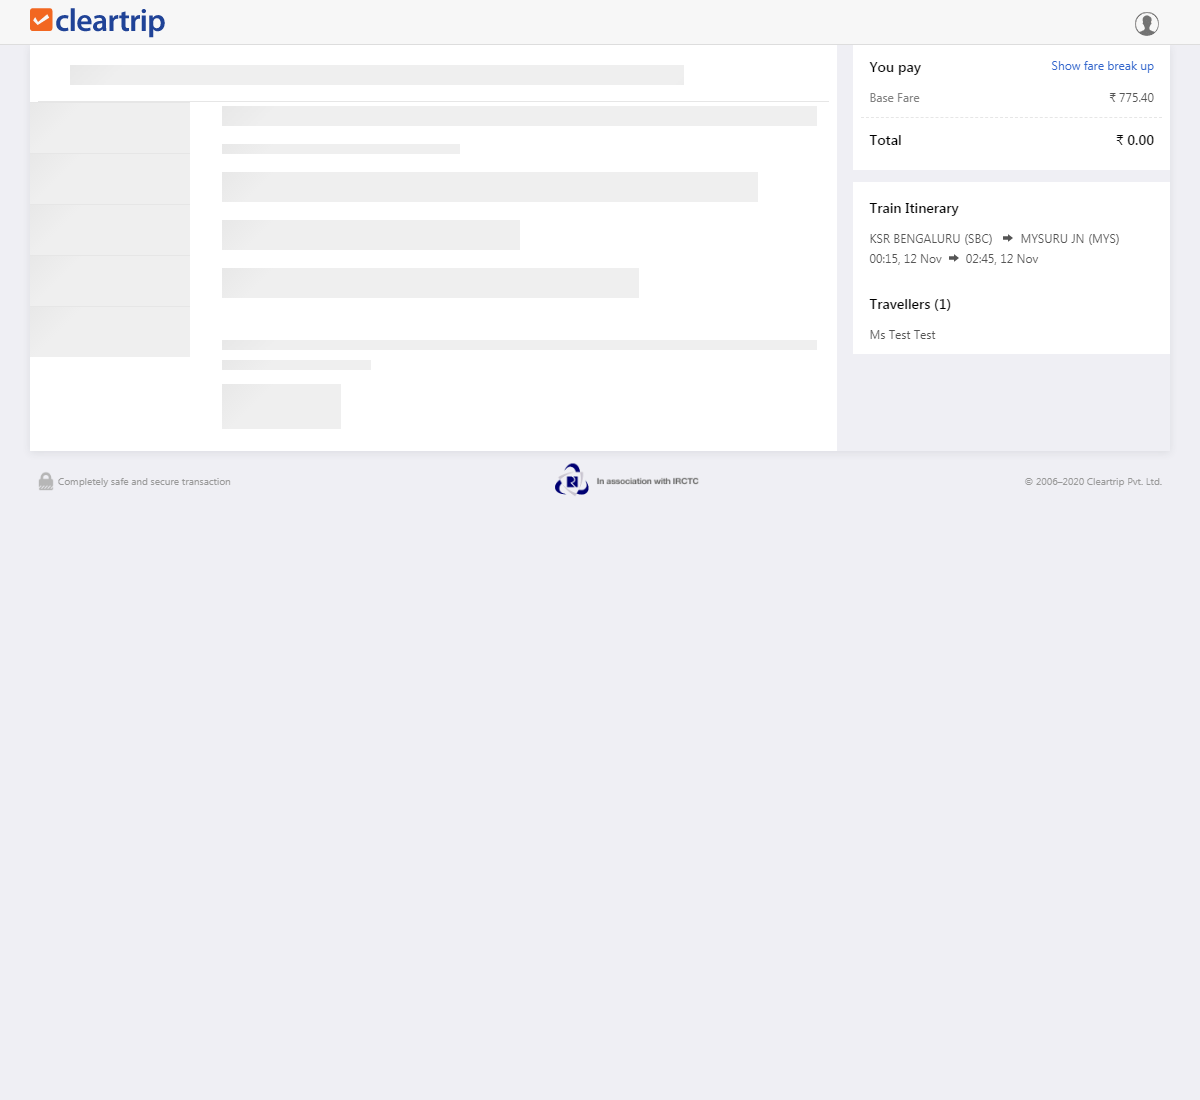 cleartrip
You pay Show fare break up
Base Fare ₹ 775.40
Total ₹ 0.00
Train Itinerary
KSR BENGALURU (SBC) MYSURU JN (MYS)
00:15, 12 Nov 02:45, 12 Nov
Travellers (1)
Ms Test Test
Completely safe and secure transaction
In association with IRCTC
© 2006–2020 Cleartrip Pvt. Ltd.